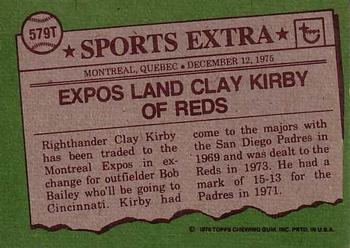 579T
SPORTS EXTRA
Topps
MONTREAL, QUEBEC • DECEMBER 12, 1975
EXPOS LAND CLAY KIRBY
OF REDS
Righthander Clay Kirby
has been traded to the
Montreal Expos in ex-
change for outfielder Bob
Bailey who'll be going to
Cincinnati. Kirby had
come to the majors with
the San Diego Padres in
1969 and was dealt to the
Reds in 1973. He had a
mark of 15-13 for the
Padres in 1971.
© 1976 TOPPS CHEWING GUM, INC. PRTD. IN U.S.A.